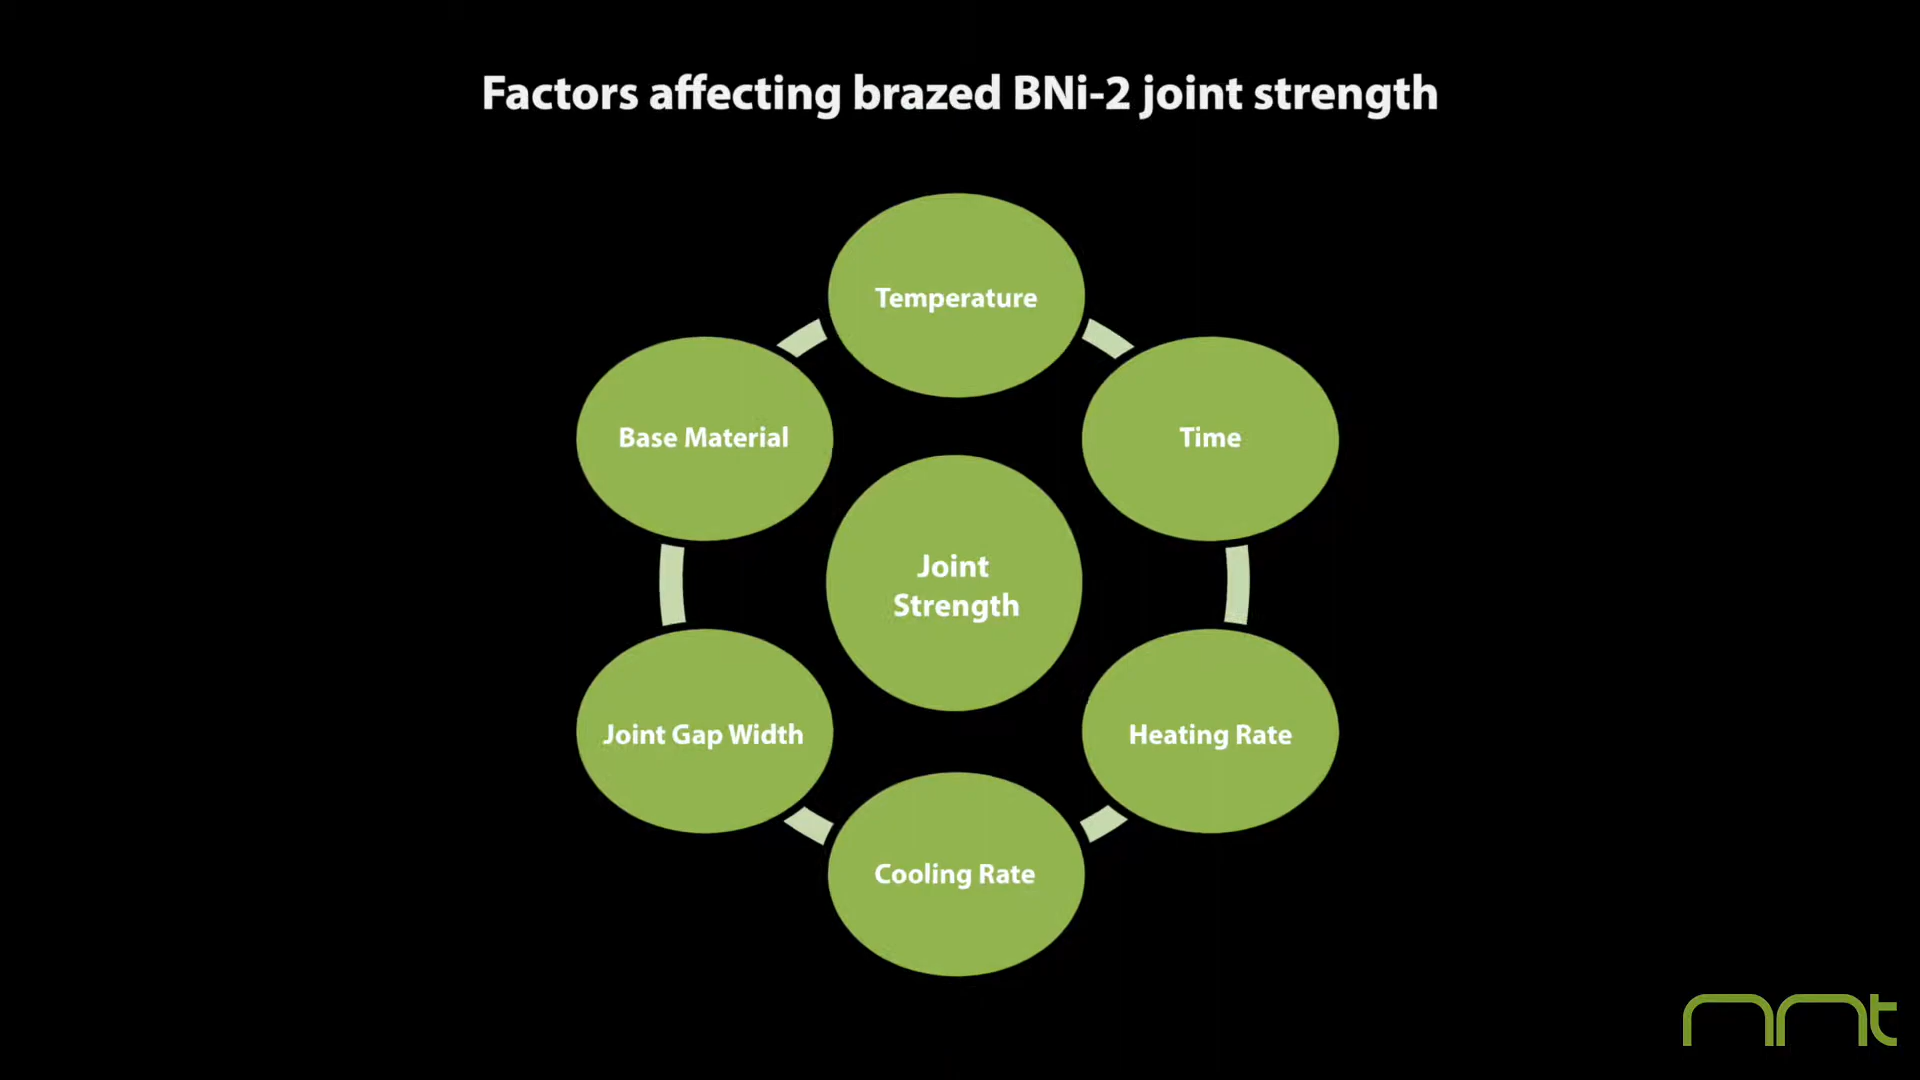 Factors affecting brazed BNi-2 joint strength
Temperature
Base Material
Time
Joint
Strength
Joint Gap Width
Heating Rate
Cooling Rate
nnt